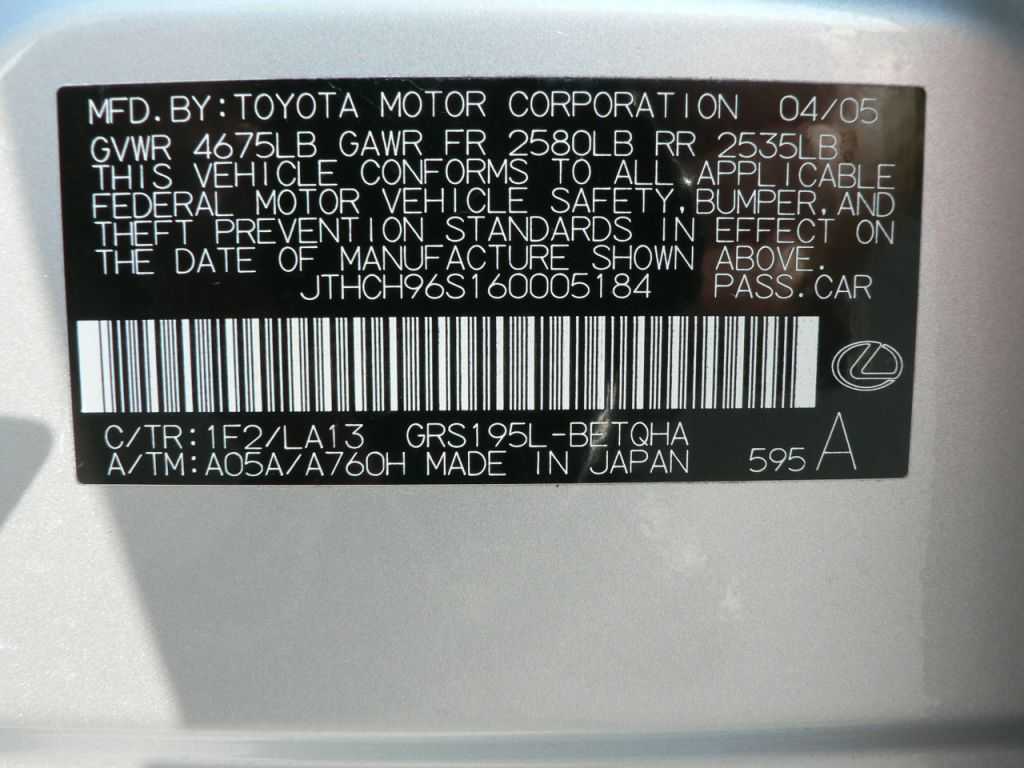 MFD. BY: TOYOTA MOTOR CORPORATION 04/05
GVWR 4675LB GAWR FR 2580LB RR 2535LB
THIS VEHICLE CONFORMS TO ALL APPLICABLE
FEDERAL MOTOR VEHICLE SAFETY, BUMPER, AND
THEFT PREVENTION STANDARDS IN EFFECT ON
THE DATE OF MANUFACTURE SHOWN ABOVE.
JTHCH96S160005184 PASS. CAR
C/TR: 1F2/LA13 GRS195L-BETQHA
A/TM: A05A/A760H MADE IN JAPAN 595 A